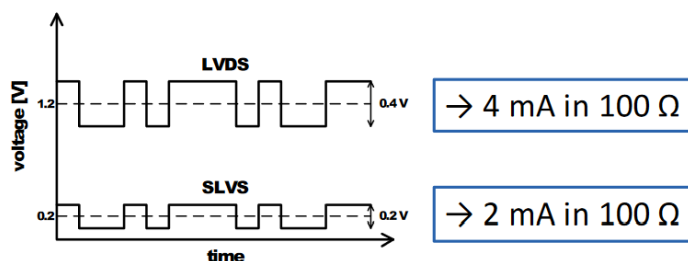 LVDS
voltage [V]
1.2
0.4 V
→ 4 mA in 100 Ω
SLVS
0.2
0.2 V
→ 2 mA in 100 Ω
time